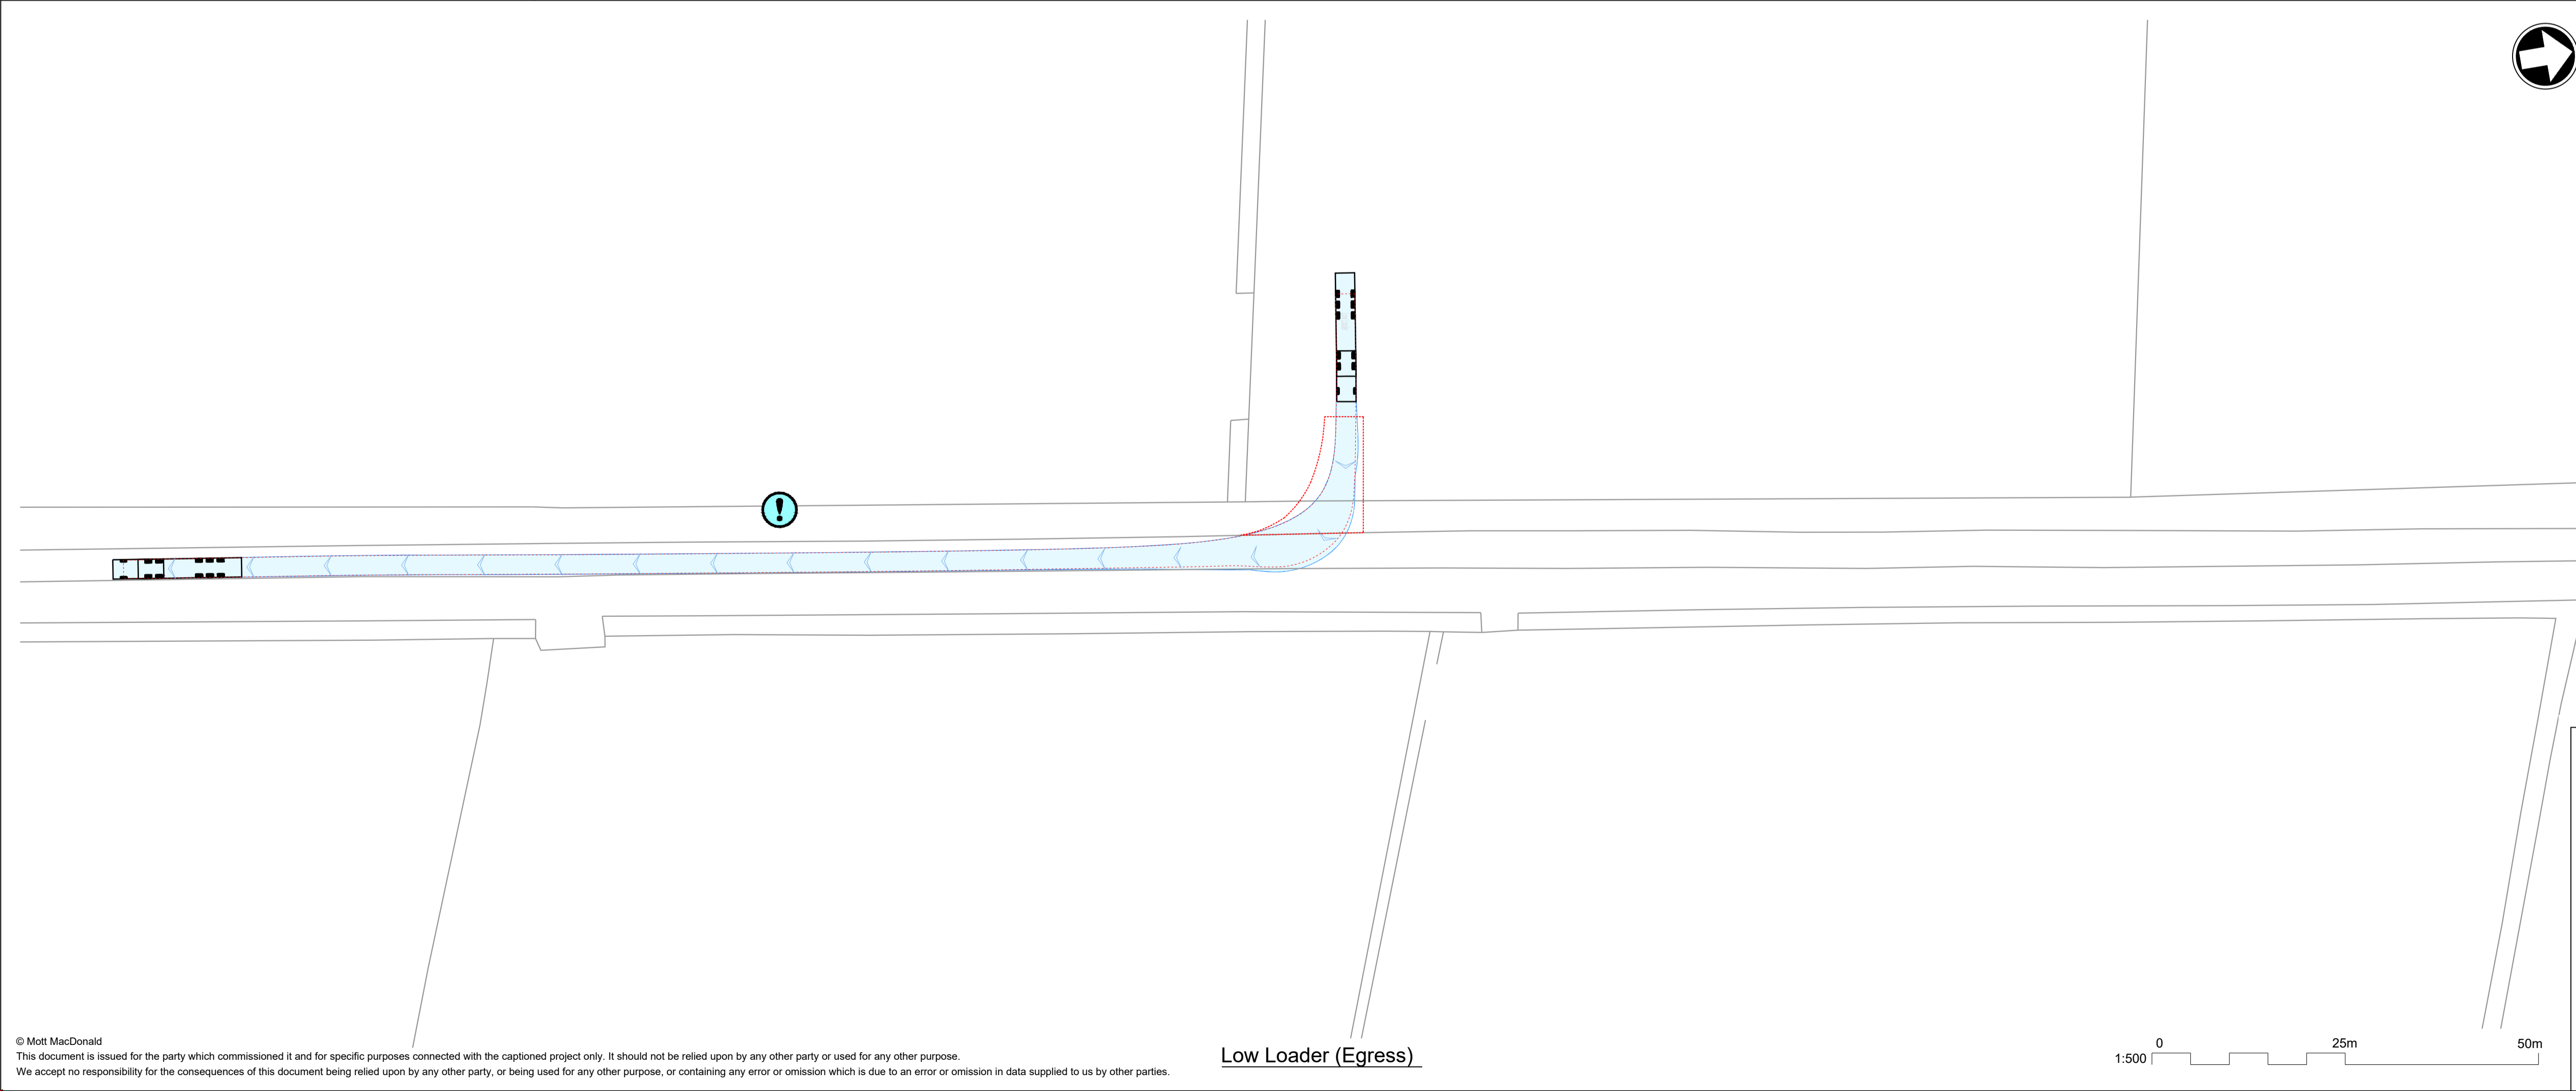 © Mott MacDonald
This document is issued for the party which commissioned it and for specific purposes connected with the captioned project only. It should not be relied upon by any other party or used for any other purpose.
We accept no responsibility for the consequences of this document being relied upon by any other party, or being used for any other purpose, or containing any error or omission which is due to an error or omission in data supplied to us by other parties.
Low Loader (Egress)
0 25m 50m
1:500